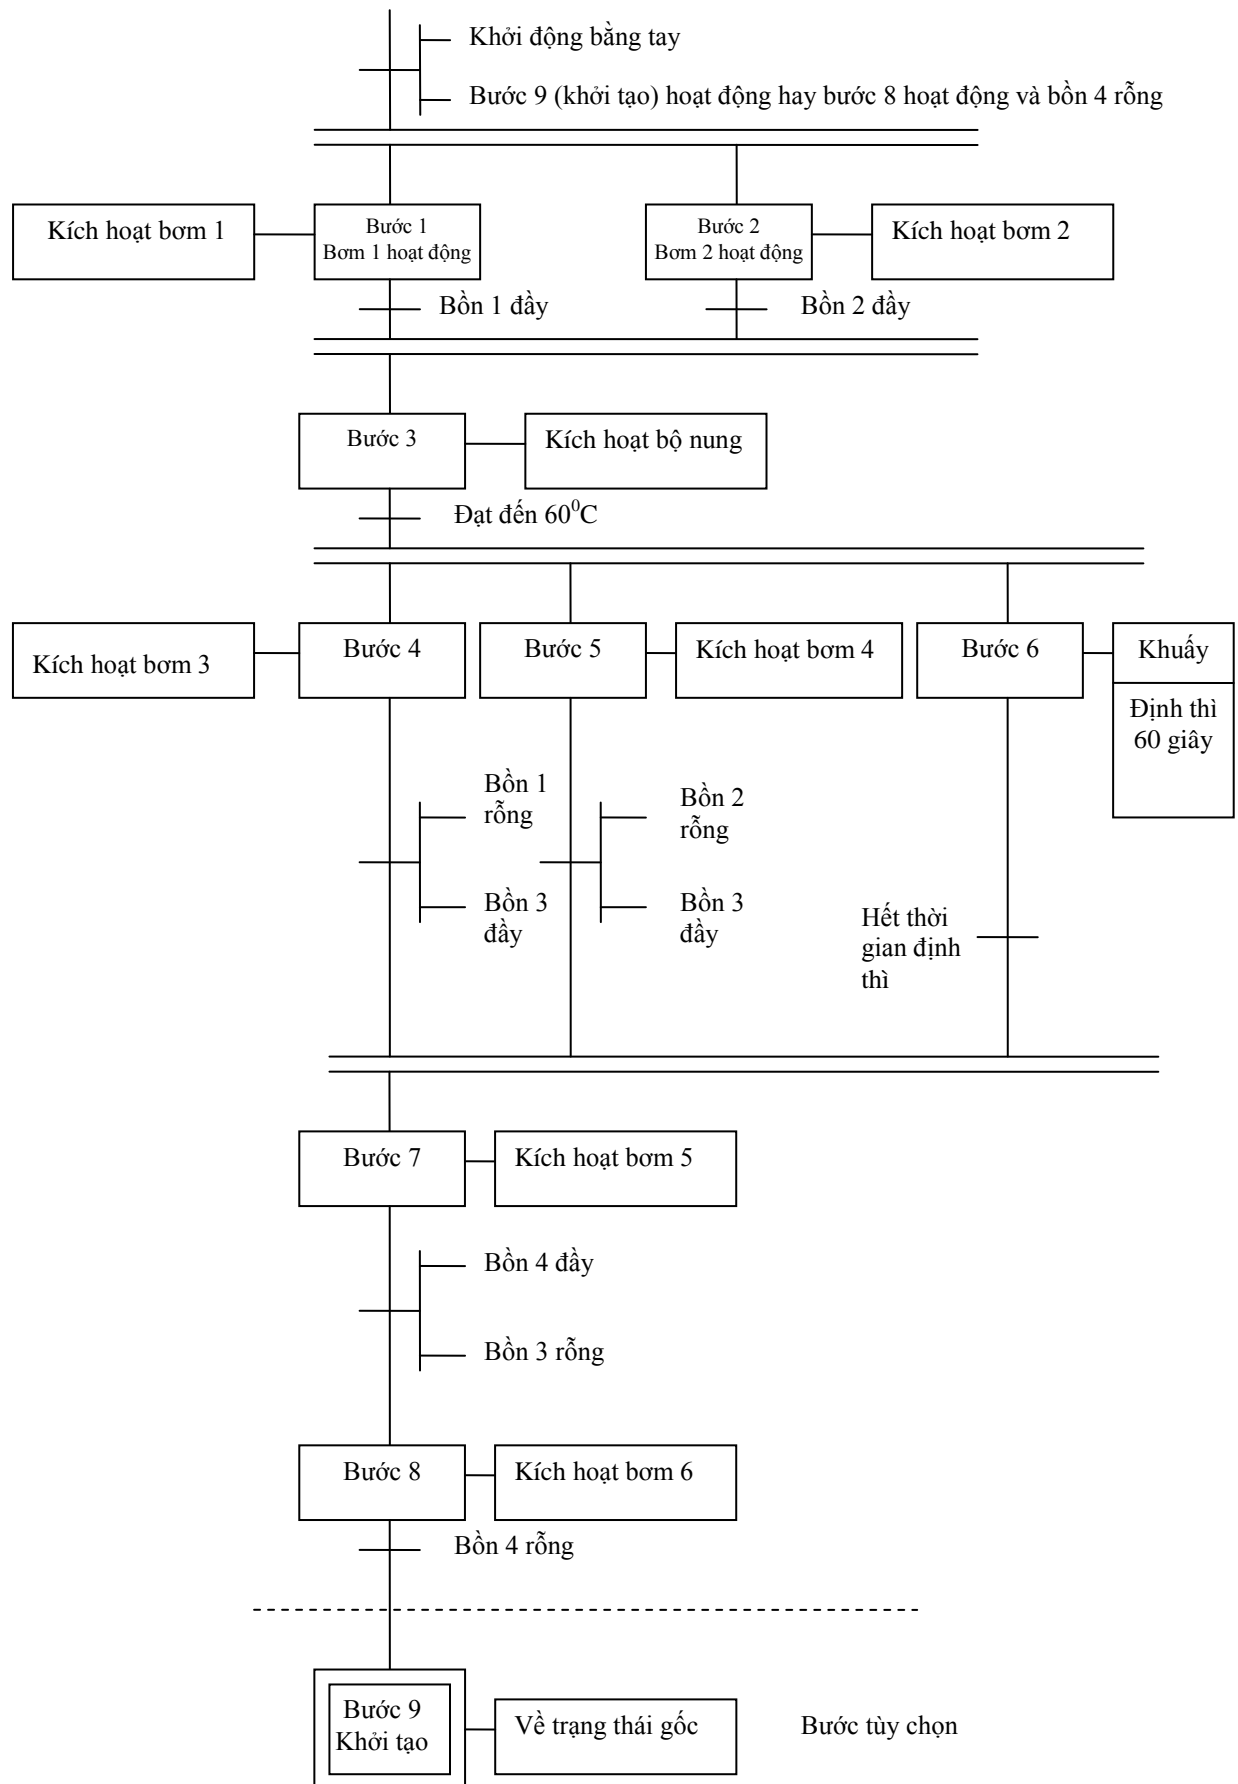 Khởi động bằng tay
Bước 9 (khởi tạo) hoạt động hay bước 8 hoạt động và bồn 4 rỗng
Kích hoạt bơm 1
Bước 1
Bơm 1 hoạt động
Bước 2
Bơm 2 hoạt động
Kích hoạt bơm 2
Bồn 1 đầy
Bồn 2 đầy
Bước 3
Kích hoạt bộ nung
Đạt đến 60⁰C
Kích hoạt bơm 3
Bước 4
Bước 5
Kích hoạt bơm 4
Bước 6
Khuấy
Định thì
60 giây
Bồn 1
rỗng
Bồn 2
rỗng
Bồn 3
đầy
Bồn 3
đầy
Hết thời
gian định
thì
Bước 7
Kích hoạt bơm 5
Bồn 4 đầy
Bồn 3 rỗng
Bước 8
Kích hoạt bơm 6
Bồn 4 rỗng
Bước 9
Khởi tạo
Về trạng thái gốc
Bước tùy chọn